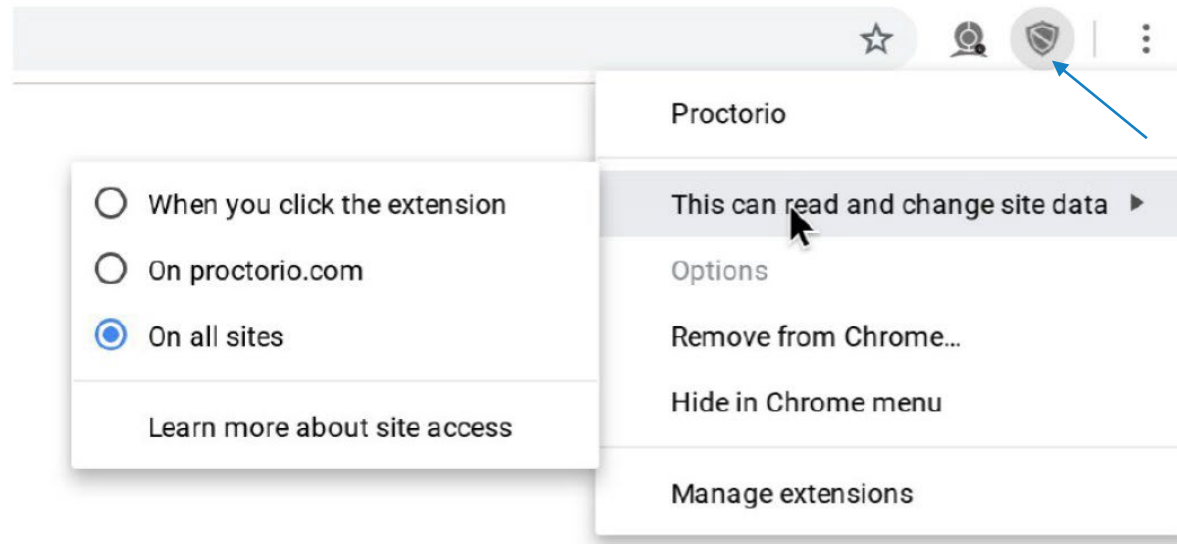 Proctorio
This can read and change site data
Options
Remove from Chrome...
Hide in Chrome menu
Manage extensions
When you click the extension
On proctorio.com
On all sites
Learn more about site access